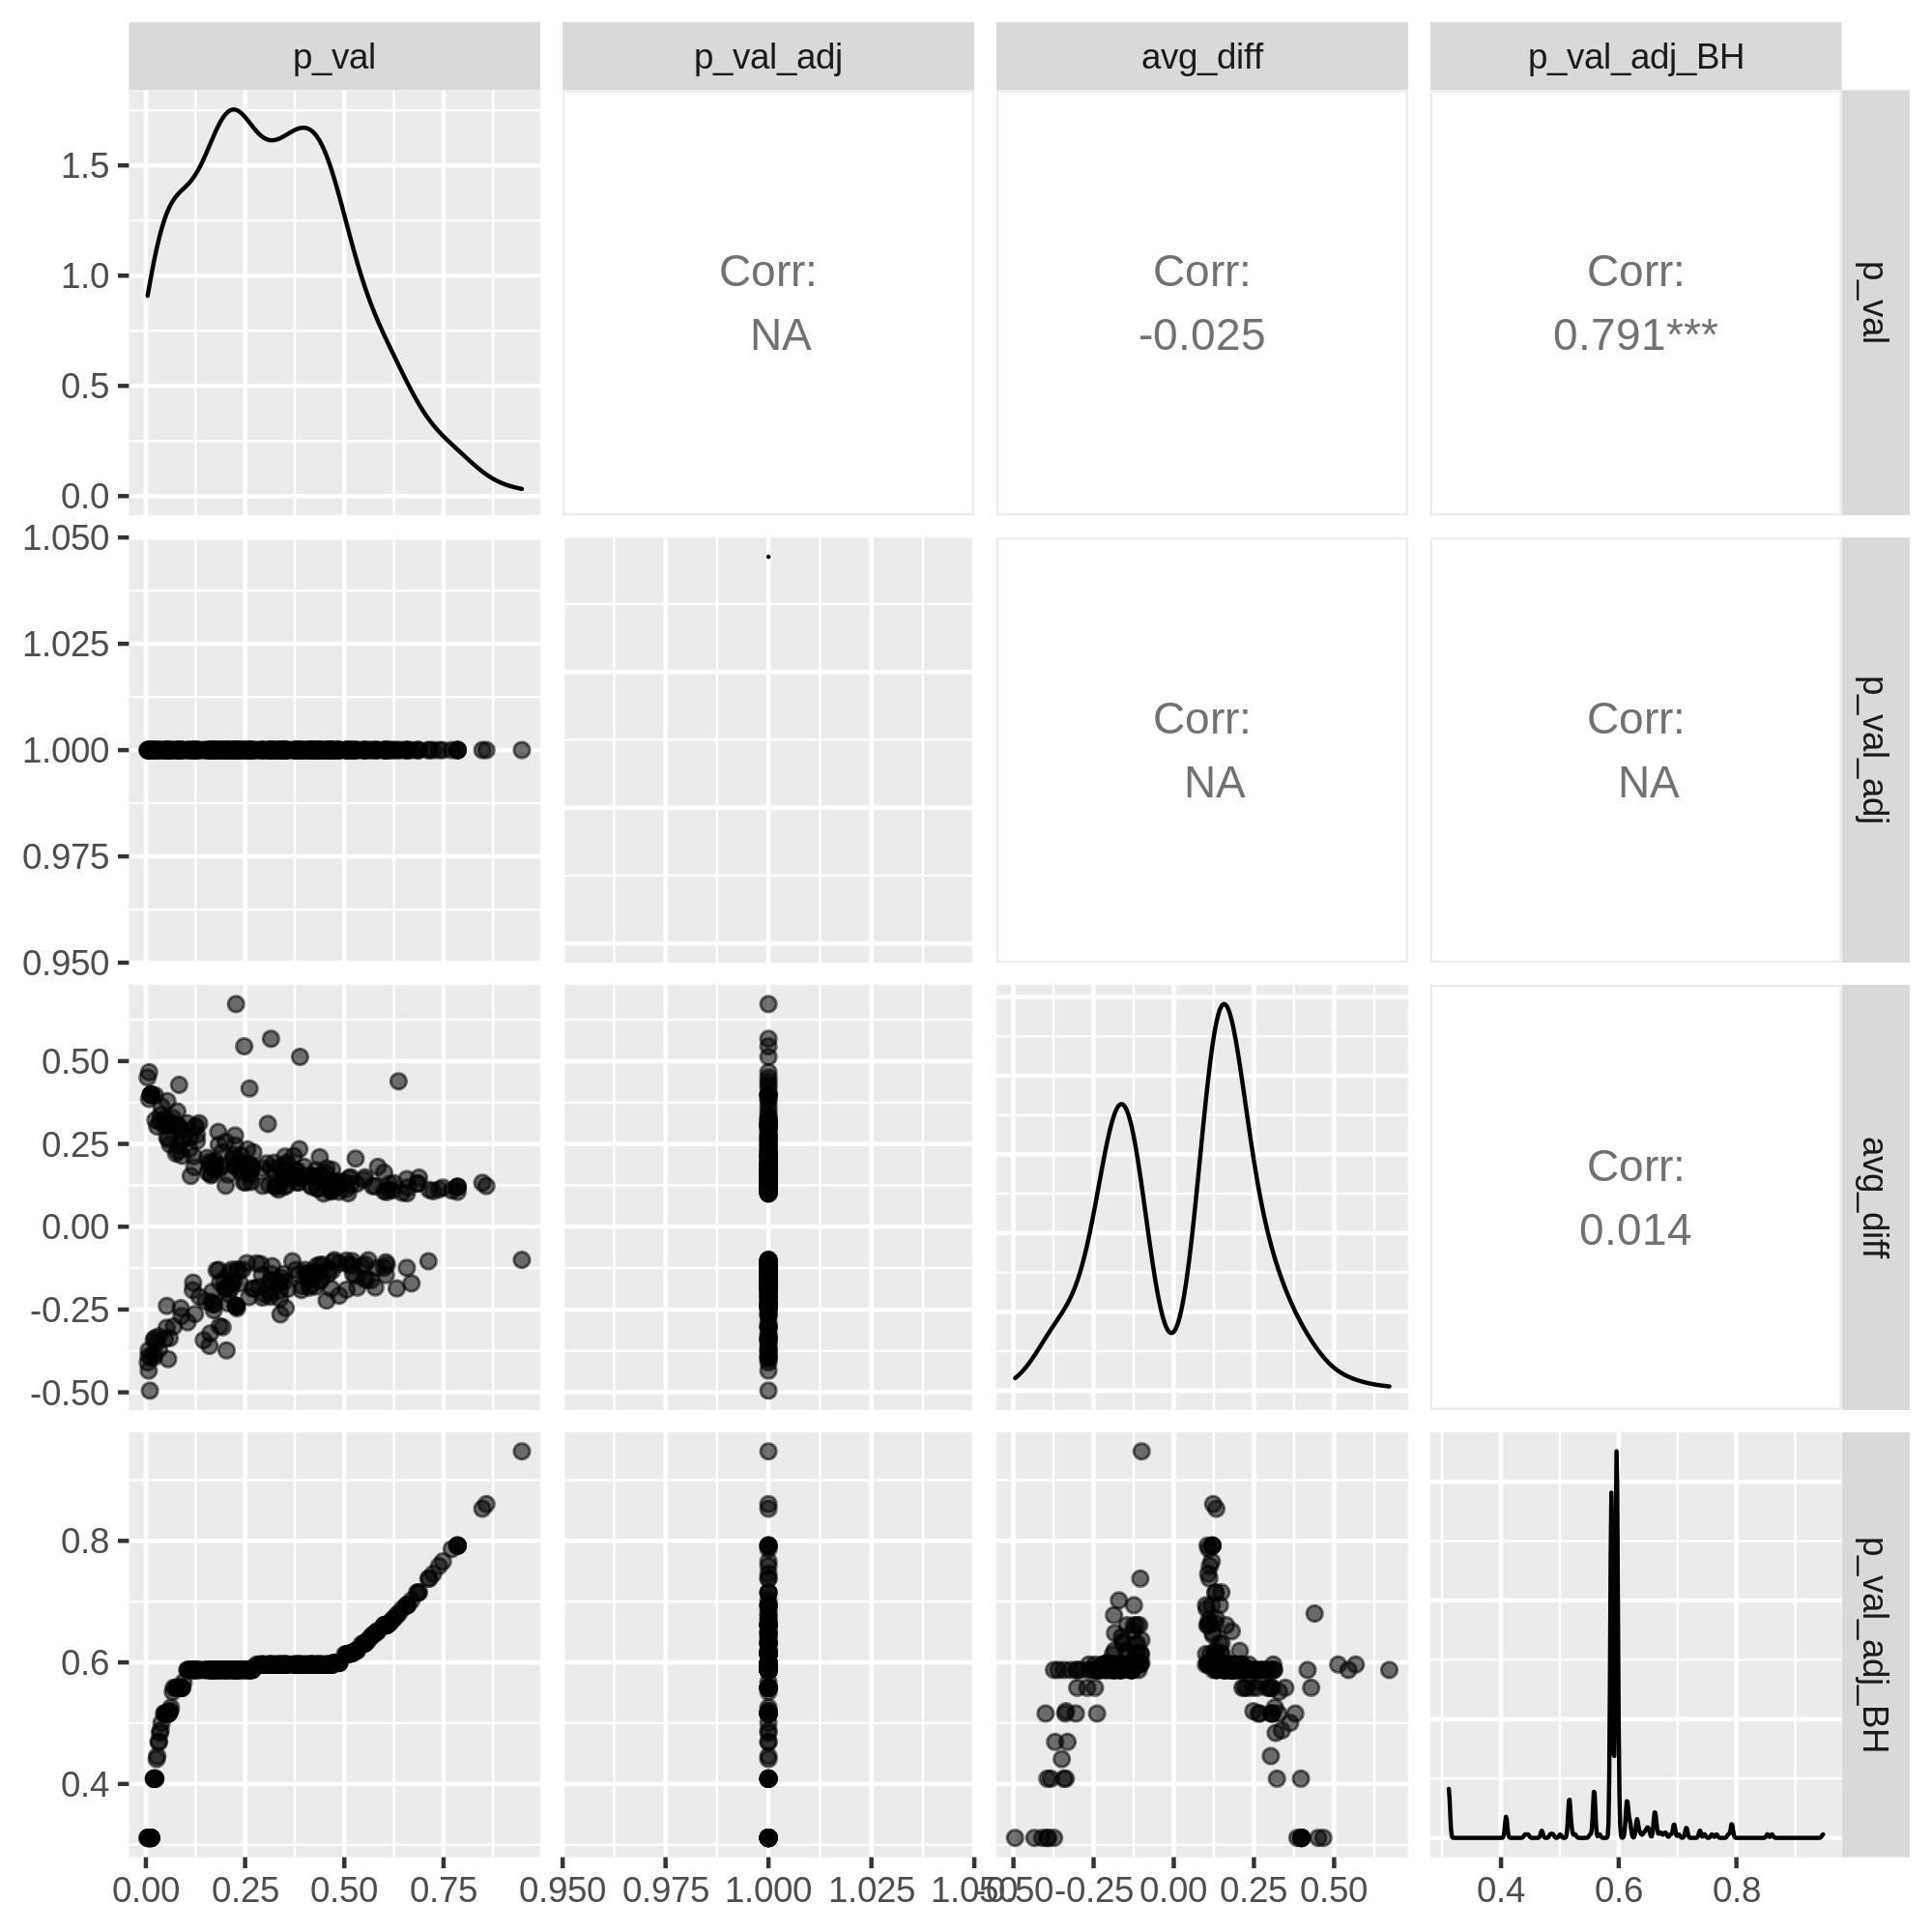 p_val
p_val_adj
avg_diff
p_val_adj_BH
1.5
1.0
0.5
0.0
Corr:
NA
Corr:
-0.025
Corr:
0.791***
p_val
1.050
1.025
1.000
0.975
0.950
Corr:
NA
Corr:
NA
p_val_adj
0.50
0.25
0.00
-0.25
-0.50
Corr:
0.014
avg_diff
0.8
0.6
0.4
p_val_adj_BH
0.00 0.25 0.50 0.75
0.950 0.975 1.000 1.025 1.050
-0.50 -0.25 0.00 0.25 0.50
0.4 0.6 0.8